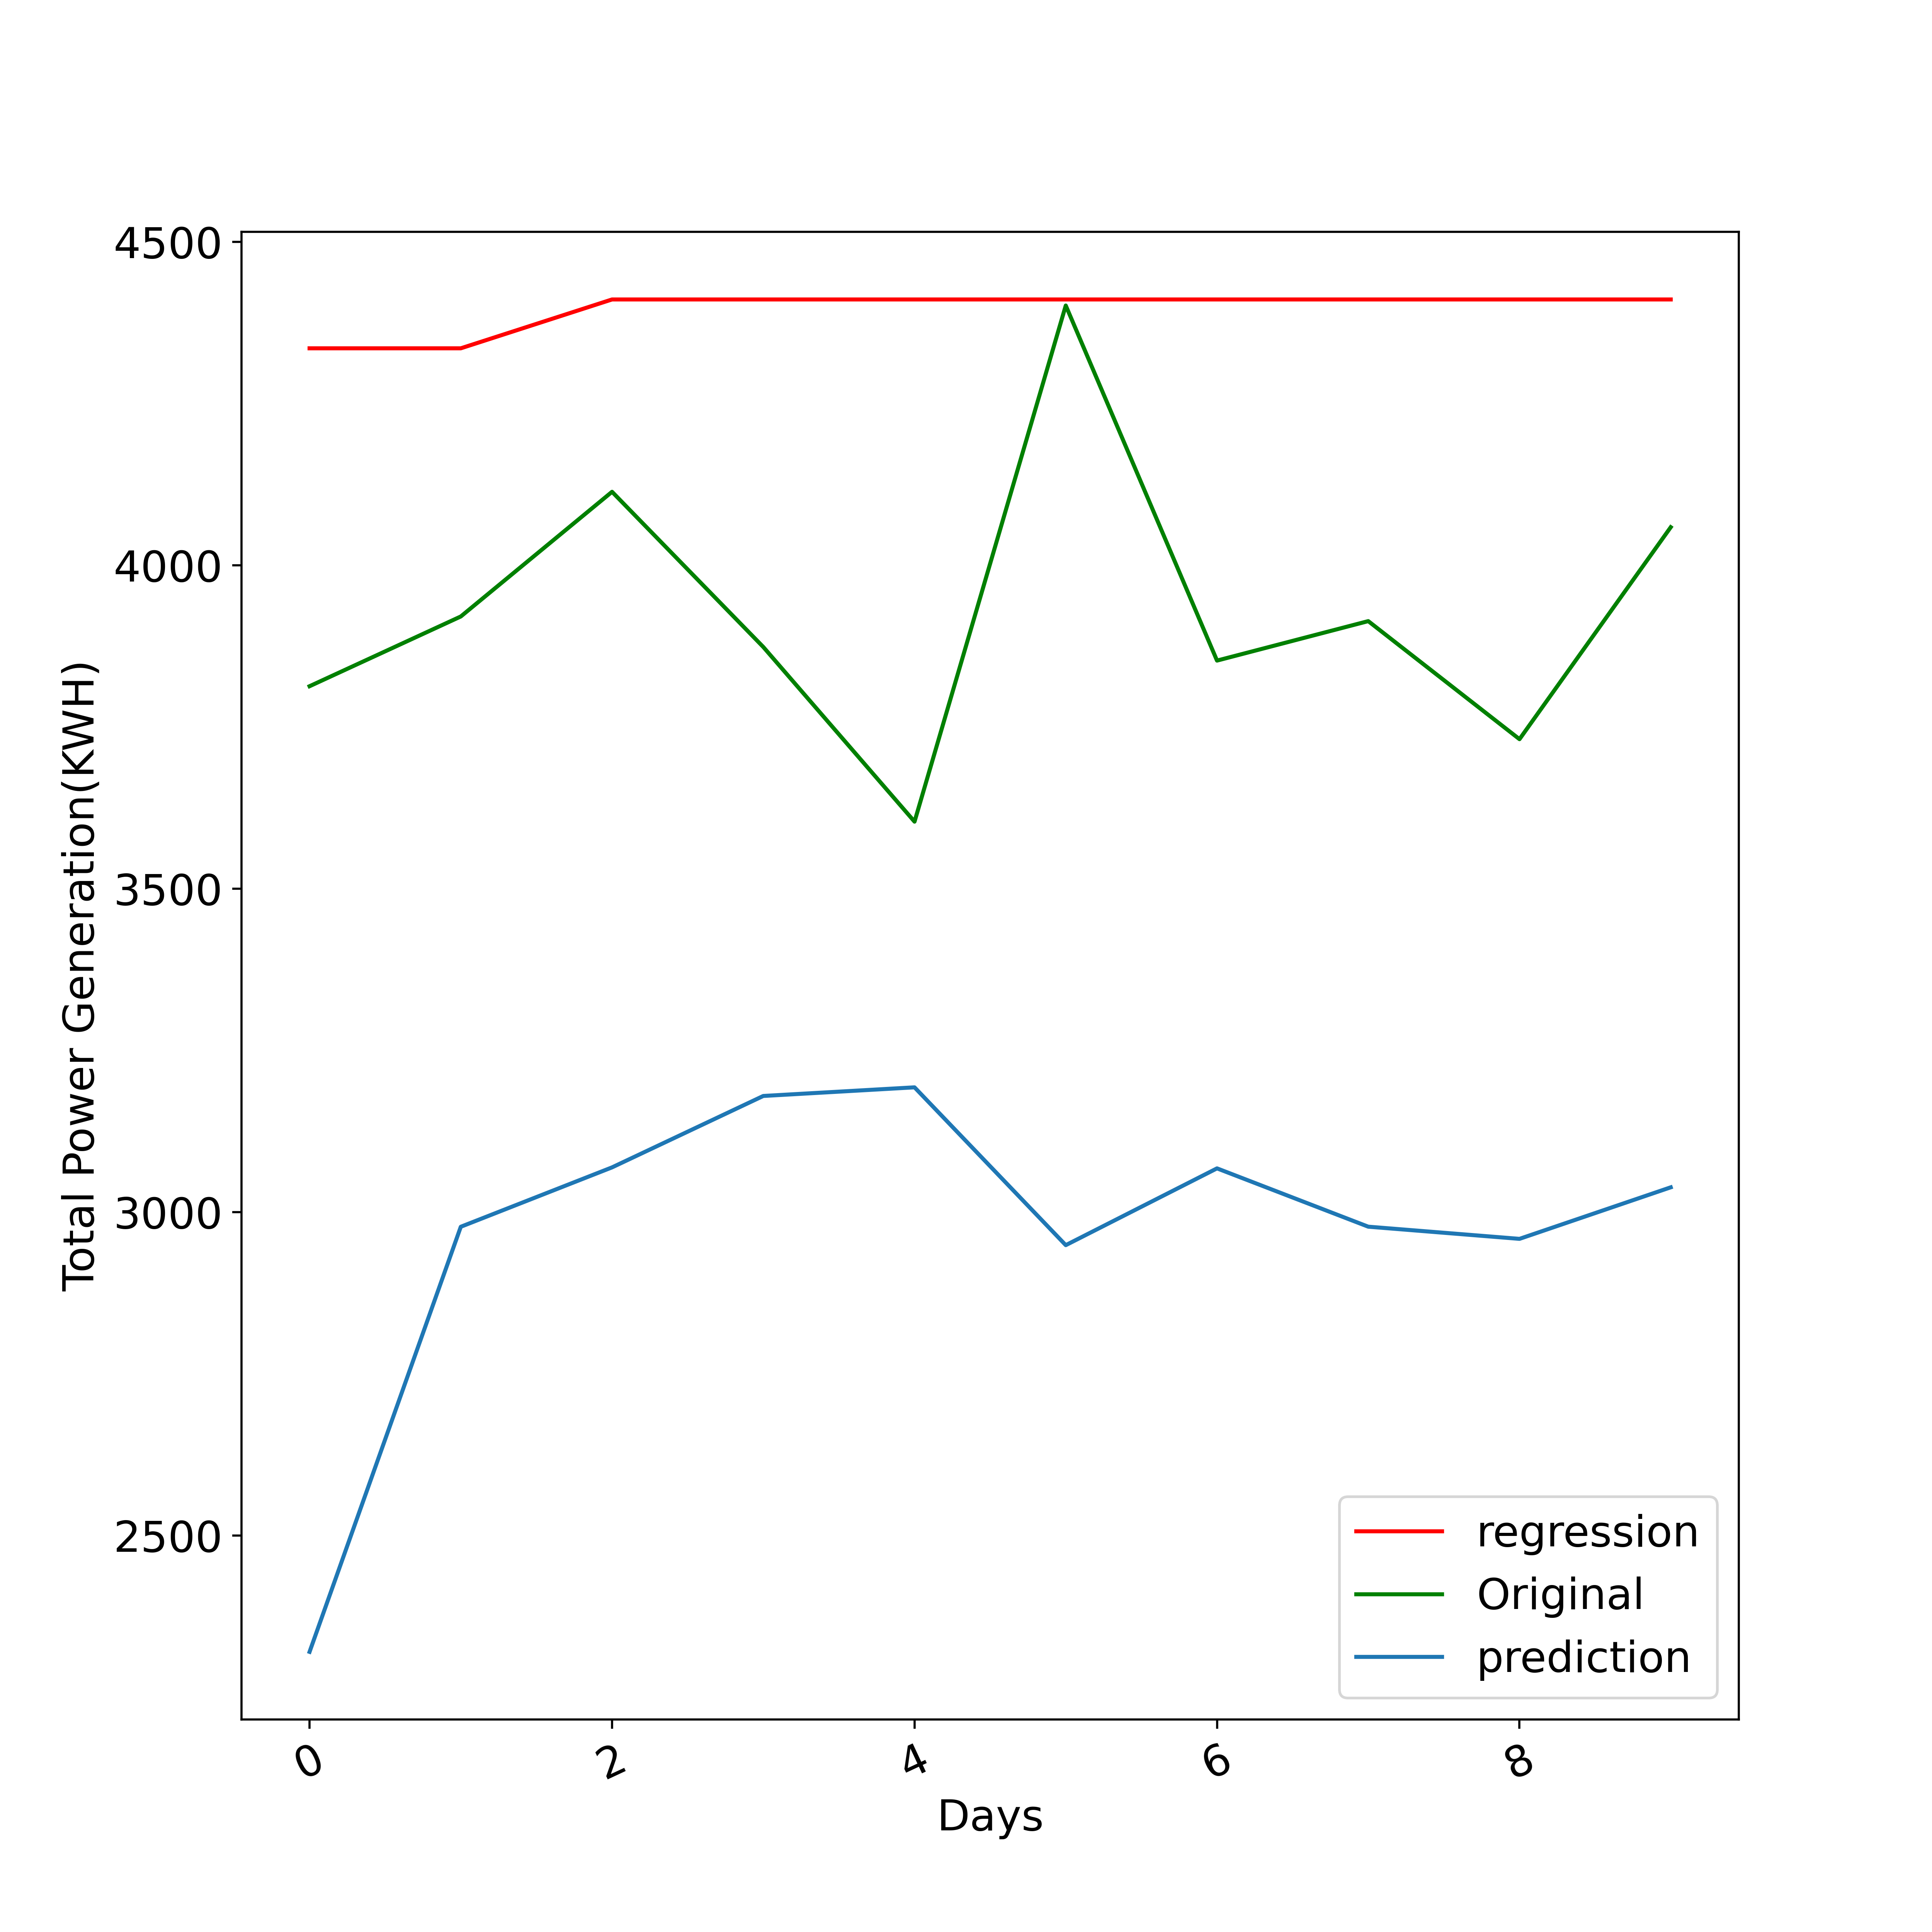 4500
4000
3500
3000
2500
Total Power Generation(KWH)
0
2
4
6
8
Days
regression
Original
prediction